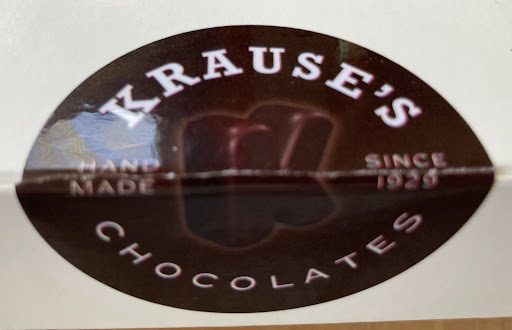 KRAUSE'S
HAND
MADE
SINCE
1929
CHOCOLATES